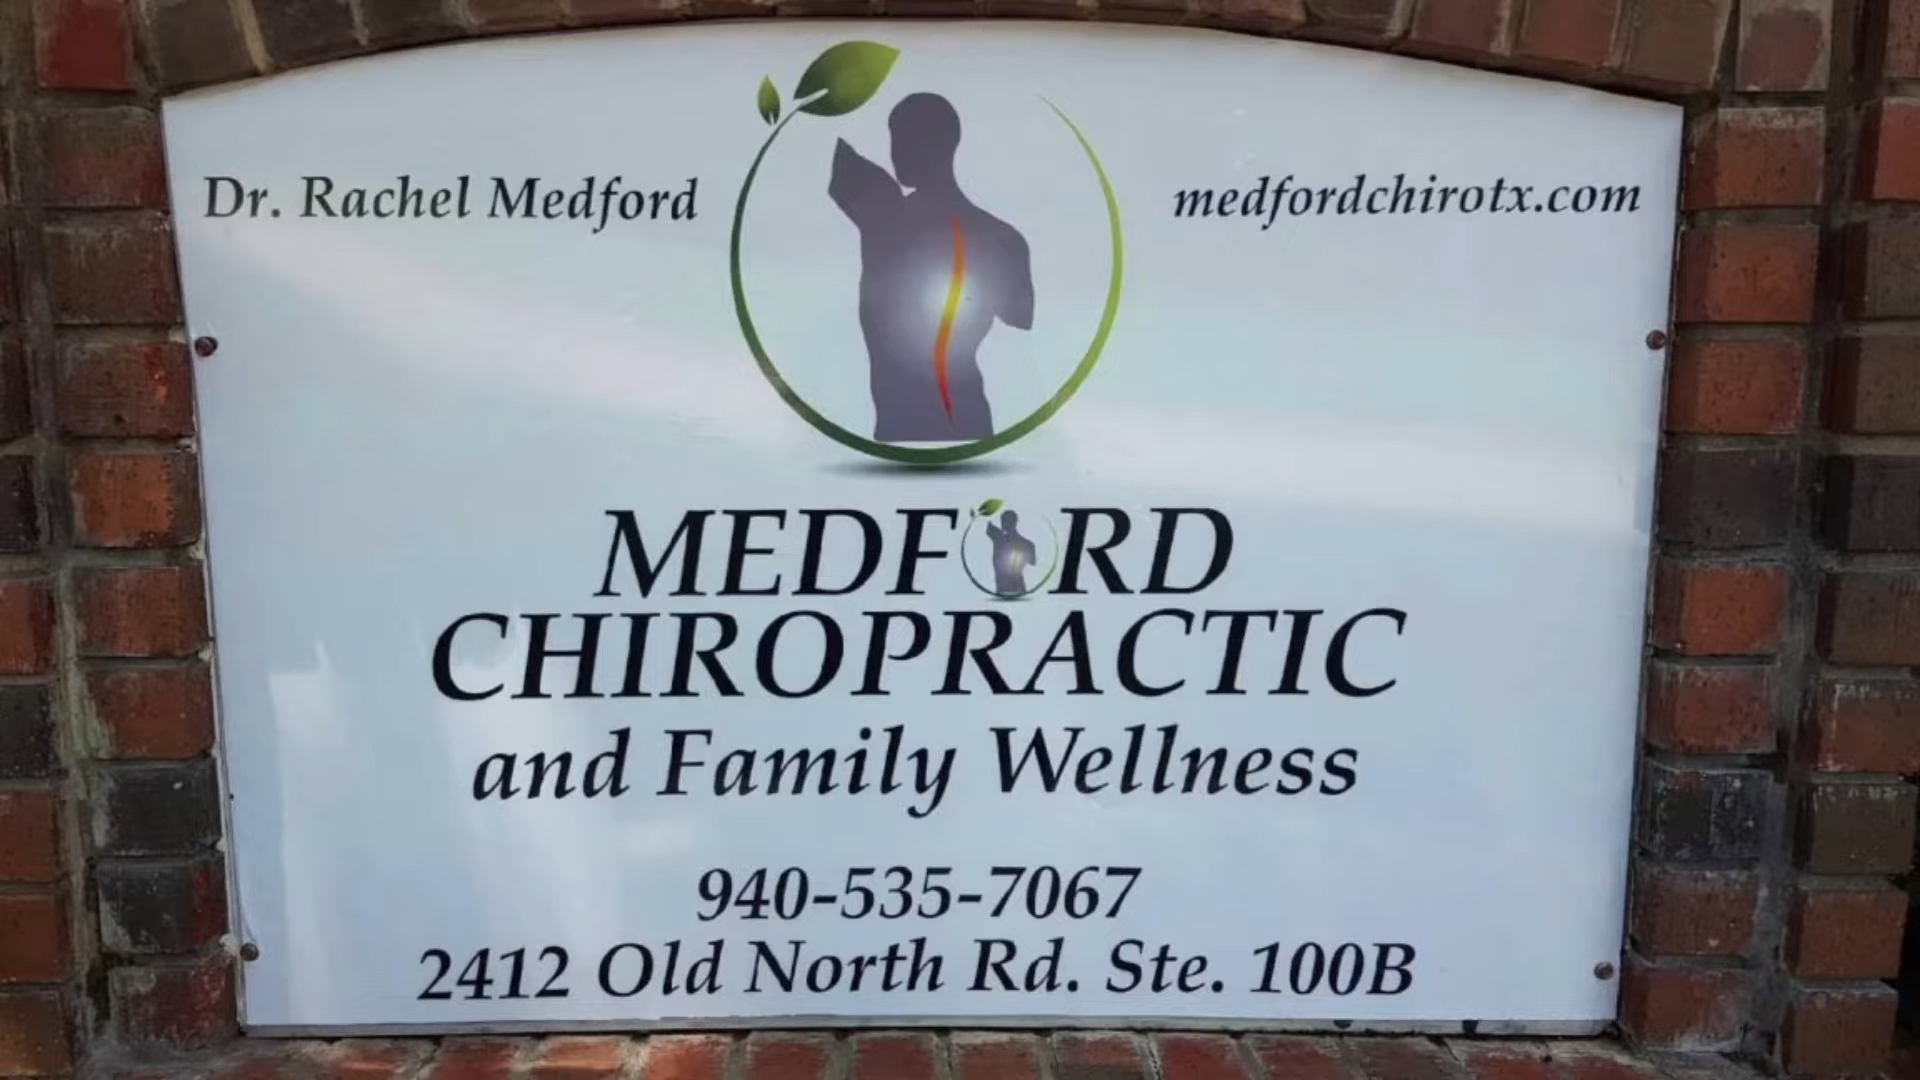 Dr. Rachel Medford
medfordchirotx.com
MEDFORD
CHIROPRACTIC
and Family Wellness
940-535-7067
2412 Old North Rd. Ste. 100B